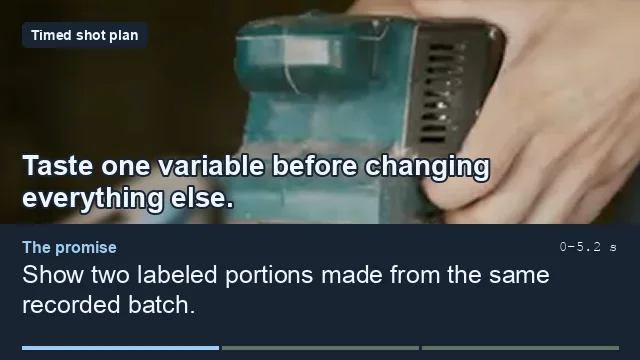 Timed shot plan
Taste one variable before changing
everything else.
The promise
0–5.2 s
Show two labeled portions made from the same
recorded batch.